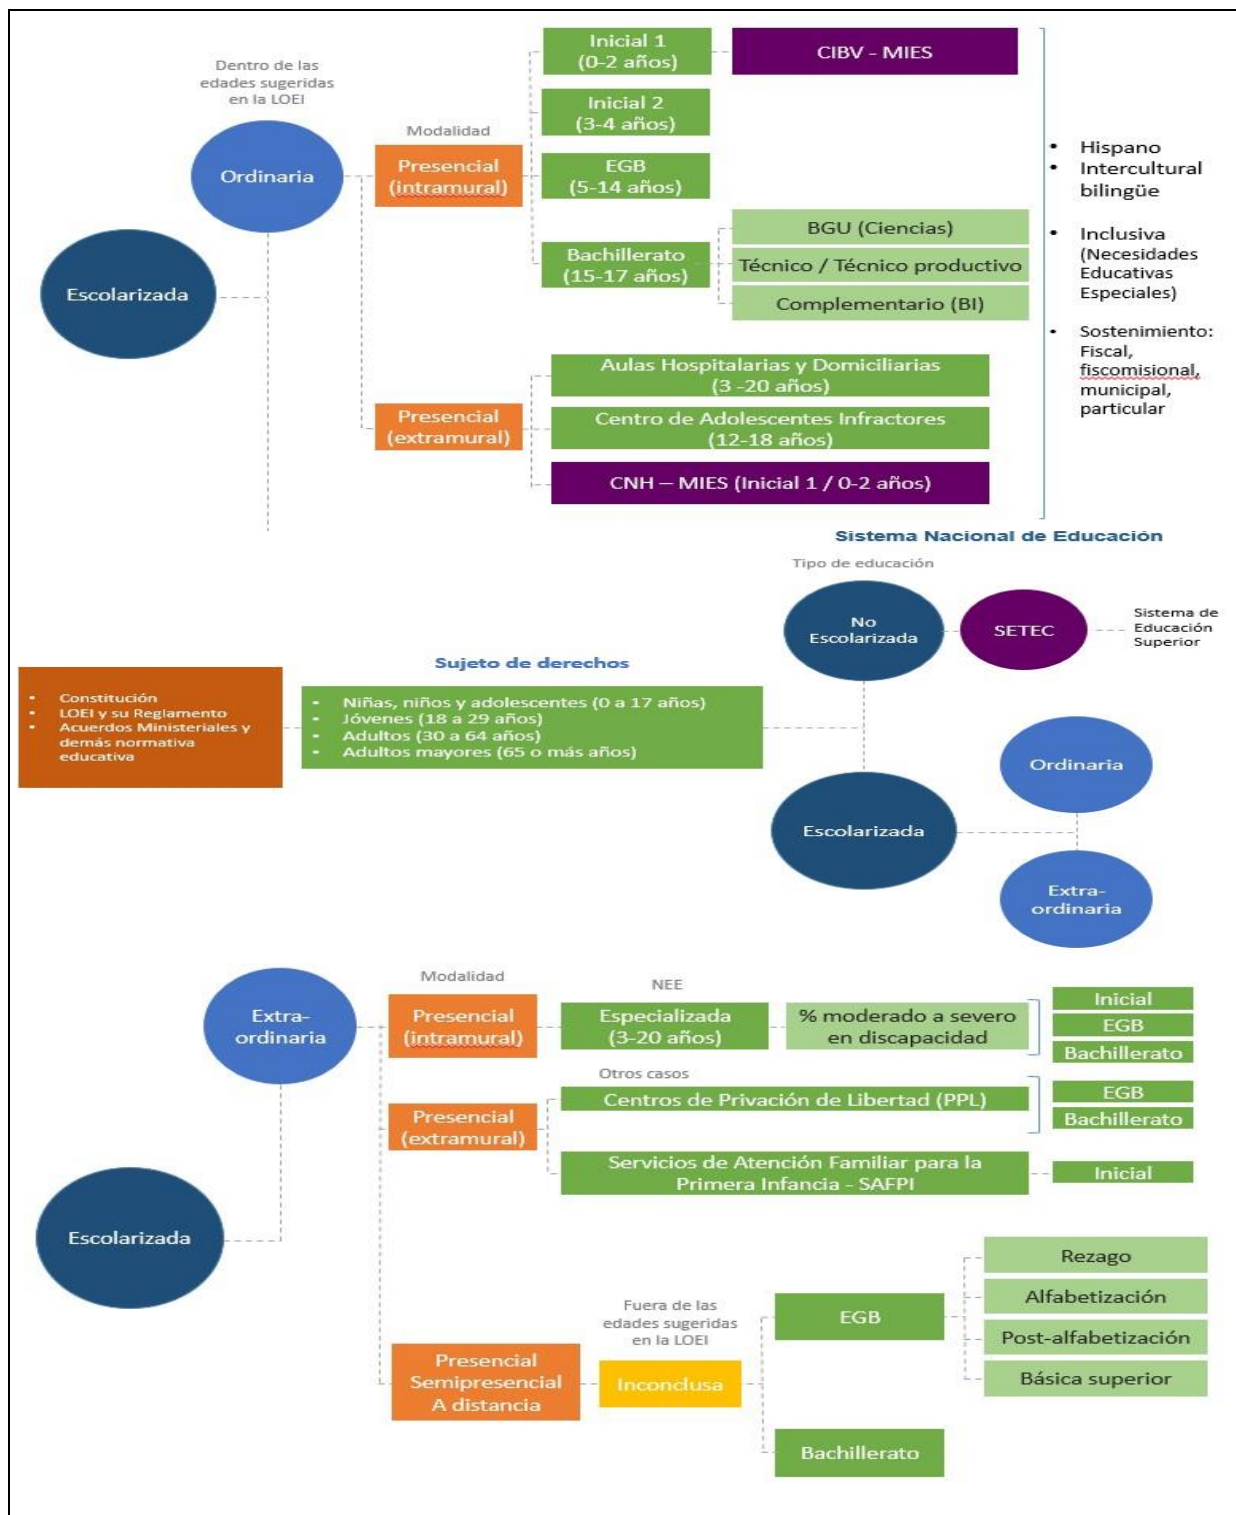 Dentro de las
edades sugeridas
en la LOEI
Escolarizada
Ordinaria
Modalidad
Presencial
(intramural)
Inicial 1
(0-2 años)
CIBV - MIES
Inicial 2
(3-4 años)
EGB
(5-14 años)
Bachillerato
(15-17 años)
BGU (Ciencias)
Técnico / Técnico productivo
Complementario (BI)
Presencial
(extramural)
Aulas Hospitalarias y Domiciliarias
(3 -20 años)
Centro de Adolescentes Infractores
(12-18 años)
CNH – MIES (Inicial 1 / 0-2 años)
• Hispano
• Intercultural
bilingüe
• Inclusiva
(Necesidades
Educativas
Especiales)
• Sostenimiento:
Fiscal,
fiscomisional,
municipal,
particular
Sistema Nacional de Educación
Tipo de educación
No
Escolarizada
SETEC
Sistema de
Educación
Superior
Sujeto de derechos
• Constitución
• LOEI y su Reglamento
• Acuerdos Ministeriales y
demás normativa
educativa
• Niñas, niños y adolescentes (0 a 17 años)
• Jóvenes (18 a 29 años)
• Adultos (30 a 64 años)
• Adultos mayores (65 o más años)
Escolarizada
Ordinaria
Extra-
ordinaria
Escolarizada
Extra-
ordinaria
Modalidad
Presencial
(intramural)
NEE
Especializada
(3-20 años)
% moderado a severo
en discapacidad
Inicial
EGB
Bachillerato
Presencial
(extramural)
Otros casos
Centros de Privación de Libertad (PPL)
EGB
Bachillerato
Servicios de Atención Familiar para la
Primera Infancia - SAFPI
Inicial
Presencial
Semipresencial
A distancia
Fuera de las
edades sugeridas
en la LOEI
Inconclusa
EGB
Rezago
Alfabetización
Post-alfabetización
Básica superior
Bachillerato